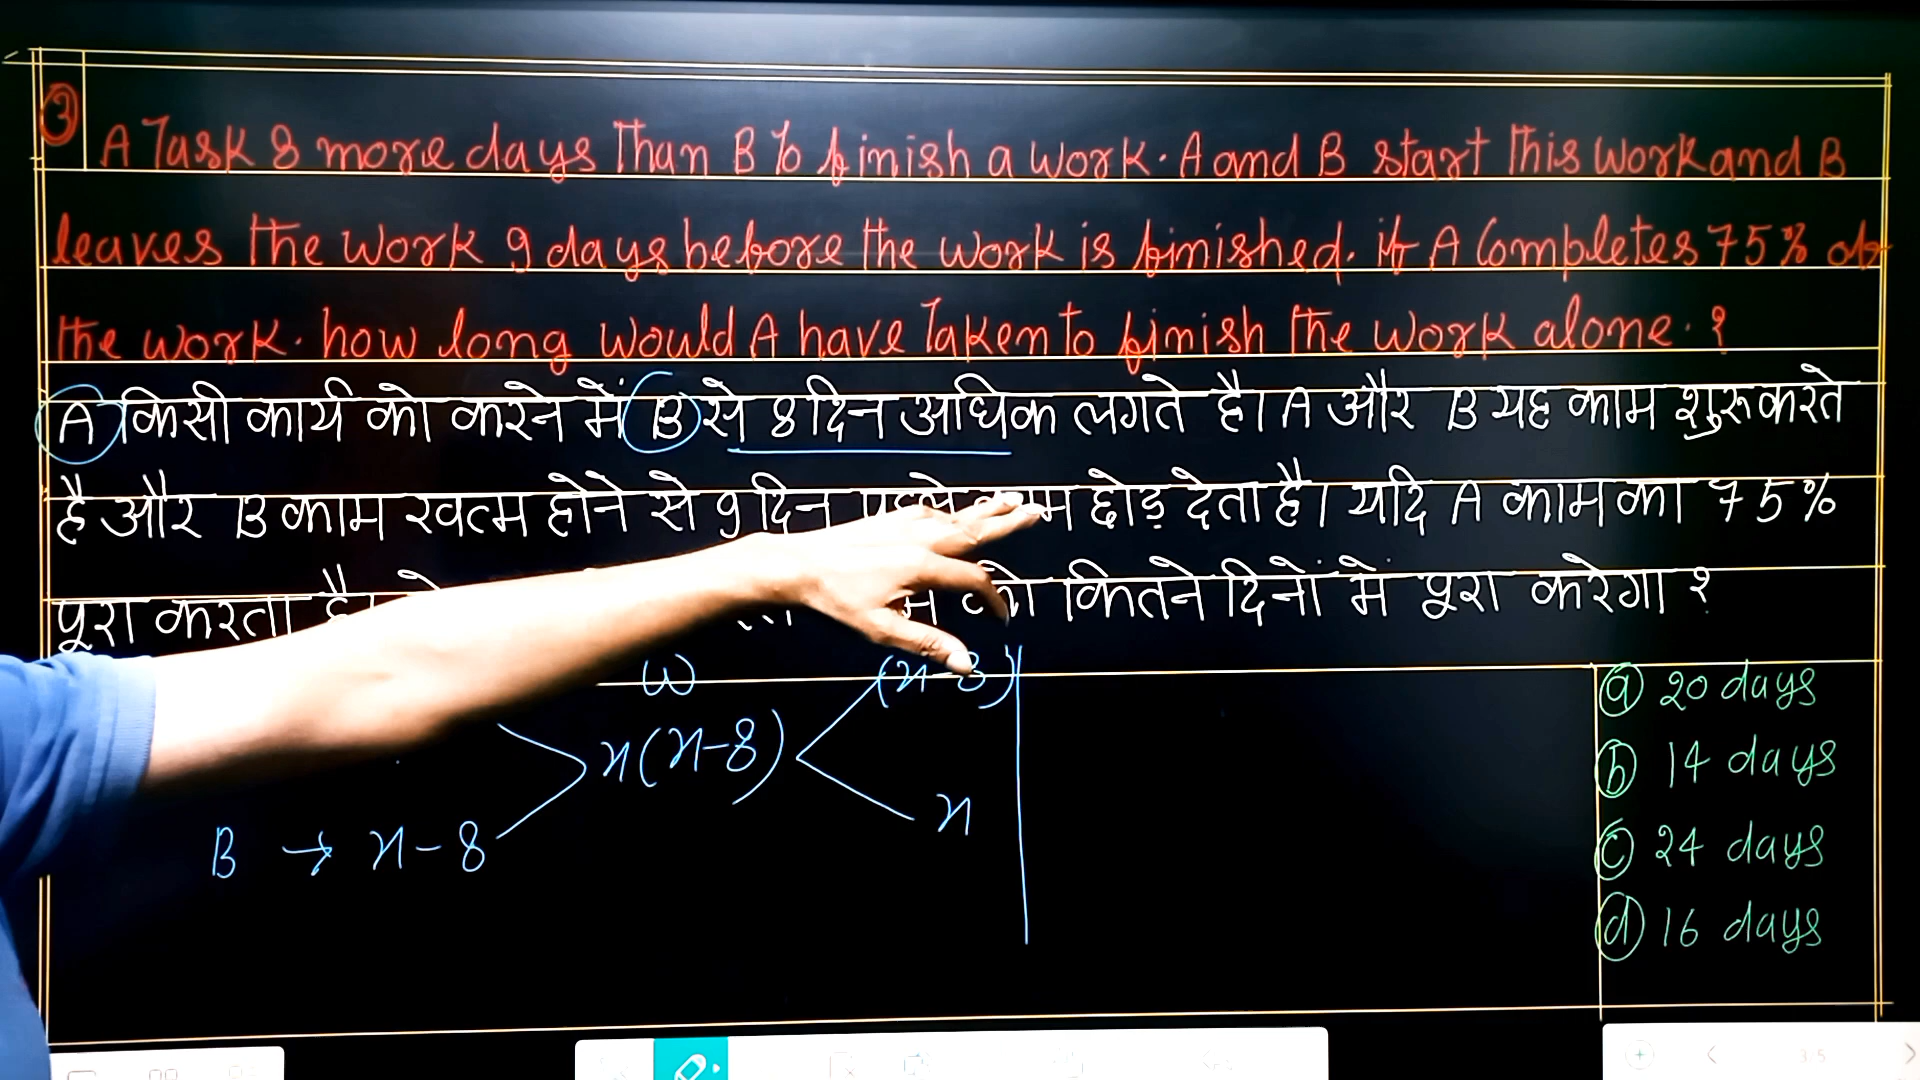 3
A Task 8 more days Than B To finish a work. A and B start this work and B
leaves the work 9 days before the work is finished. if A Completes 75% of
the work. how long would A have Taken to finish the work alone. ?
A किसी कार्य को करने में B से 8 दिन अधिक लगते है। A और B यह काम शुरू करते
है और B काम खत्म होने से 9 दिन पहले काम छोड़ देता है। यदि A काम का 75%
पूरा करता है। को कितने दिनों में पूरा करेगा ?
W
(x-8)
x(x-8)
x
B → x-8
(a) 20 days
(b) 14 days
(c) 24 days
(d) 16 days